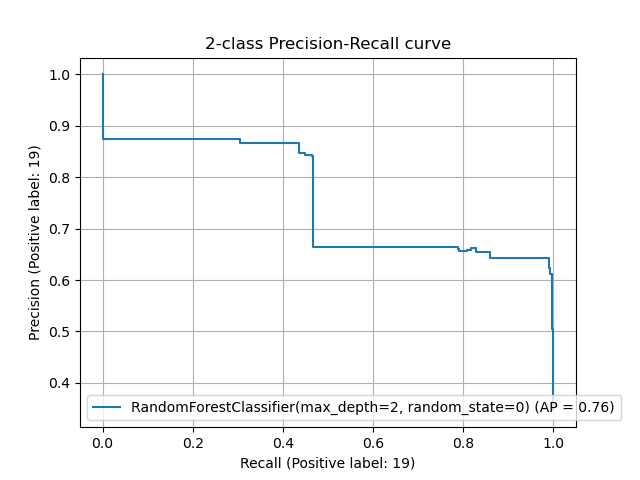 2-class Precision-Recall curve
1.0
0.9
0.8
0.7
0.6
0.5
0.4
Precision (Positive label: 19)
RandomForestClassifier(max_depth=2, random_state=0) (AP = 0.76)
0.0 0.2 0.4 0.6 0.8 1.0
Recall (Positive label: 19)